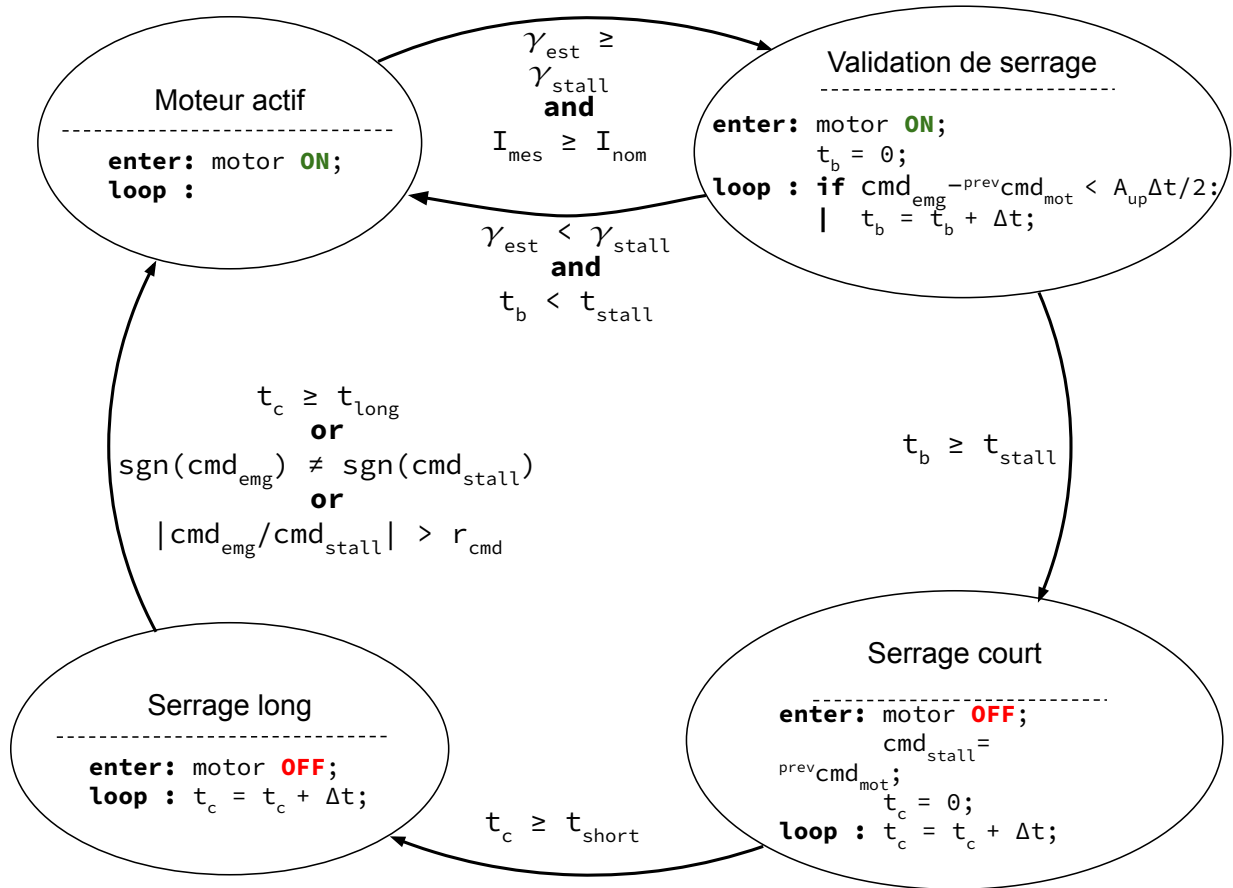 Moteur actif
enter: motor ON;
loop :
γest ≥
γstall
and
Imes ≥ Inom
γest < γstall
and
tb < tstall
Validation de serrage
enter: motor ON;
tb = 0;
loop : if cmdemg−prevcmdmot < AupΔt/2:
| tb = tb + Δt;
tc ≥ tlong
or
sgn(cmdemg) ≠ sgn(cmdstall)
or
|cmdemg/cmdstall| > rcmd
tb ≥ tstall
Serrage long
enter: motor OFF;
loop : tc = tc + Δt;
tc ≥ tshort
Serrage court
enter: motor OFF;
cmdstall=
prevcmdmot;
tc = 0;
loop : tc = tc + Δt;